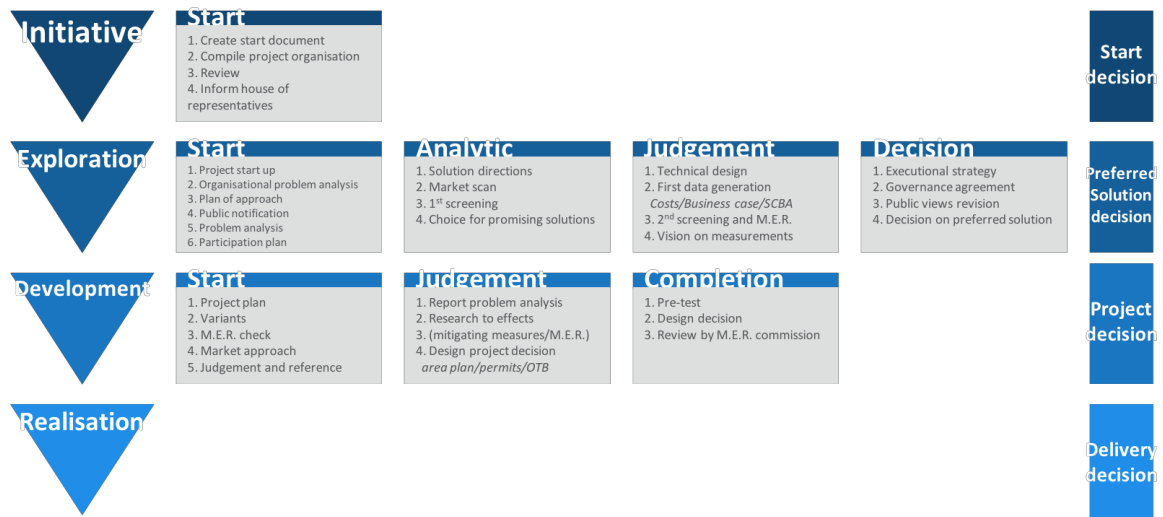 Initiative
Start
1. Create start document
2. Compile project organisation
3. Review
4. Inform house of
representatives
Start
decision
Exploration
Start
1. Project start up
2. Organisational problem analysis
3. Plan of approach
4. Public notification
5. Problem analysis
6. Participation plan
Analytic
1. Solution directions
2. Market scan
3. 1st screening
4. Choice for promising solutions
Judgement
1. Technical design
2. First data generation
Costs/Business case/SCBA
3. 2nd screening and M.E.R.
4. Vision on measurements
Decision
1. Executional strategy
2. Governance agreement
3. Public views revision
4. Decision on preferred solution
Preferred
Solution
decision
Development
Start
1. Project plan
2. Variants
3. M.E.R. check
4. Market approach
5. Judgement and reference
Judgement
1. Report problem analysis
2. Research to effects
3. (mitigating measures/M.E.R.)
4. Design project decision
area plan/permits/OTB
Completion
1. Pre-test
2. Design decision
3. Review by M.E.R. commission
Project
decision
Realisation
Delivery
decision